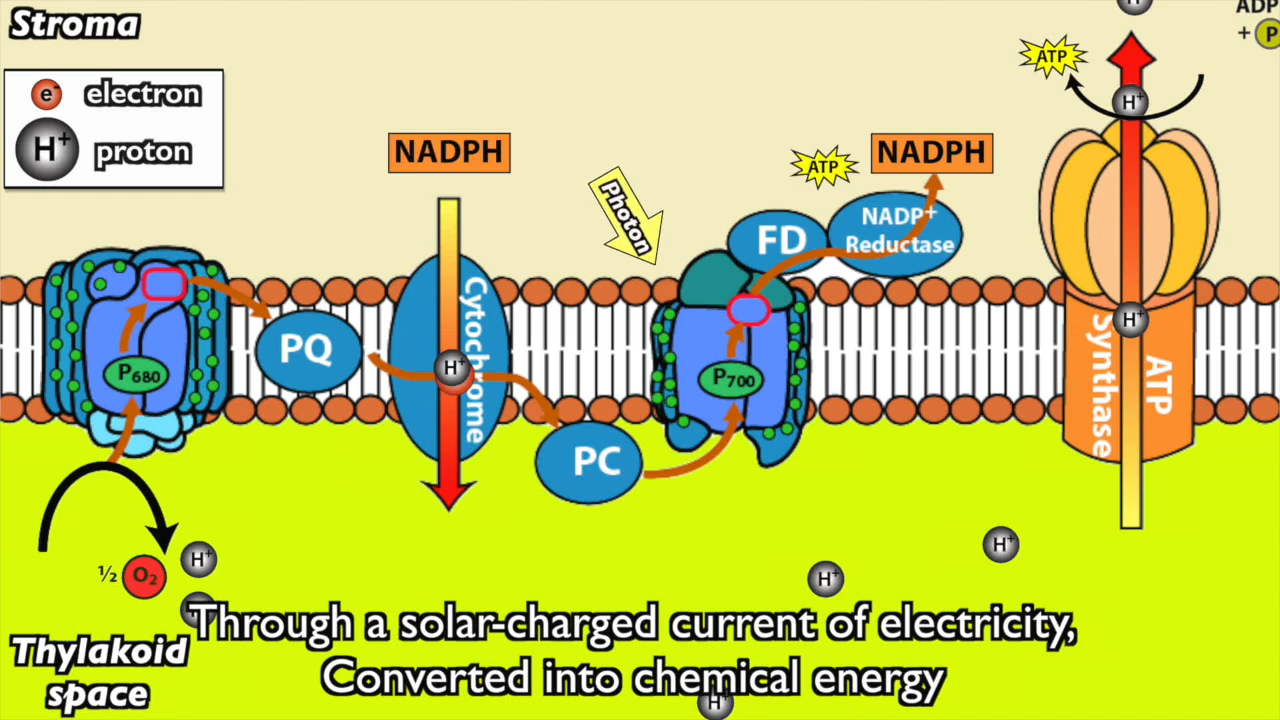 Stroma
ADP
+ P
ATP
e⁻ electron
H⁺ proton
H⁺
H⁺
NADPH
ATP
NADPH
Photon
FD
NADP⁺
Reductase
PQ
Cytochrome
H⁺
P₆₈₀
P₇₀₀
H⁺
ATP
Synthase
PC
½ O₂
H⁺
H⁺
H⁺
H⁺
Through a solar-charged current of electricity,
Converted into chemical energy
Thylakoid
space
H⁺